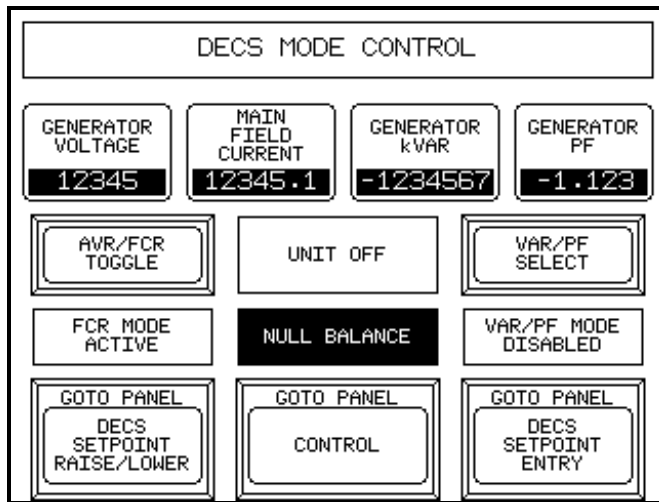 DECS MODE CONTROL
GENERATOR
VOLTAGE
12345
MAIN
FIELD
CURRENT
12345.1
GENERATOR
kVAR
-1234567
GENERATOR
PF
-1.123
AVR/FCR
TOGGLE
UNIT OFF
VAR/PF
SELECT
FCR MODE
ACTIVE
NULL BALANCE
VAR/PF MODE
DISABLED
GOTO PANEL
DECS
SETPOINT
RAISE/LOWER
GOTO PANEL
CONTROL
GOTO PANEL
DECS
SETPOINT
ENTRY